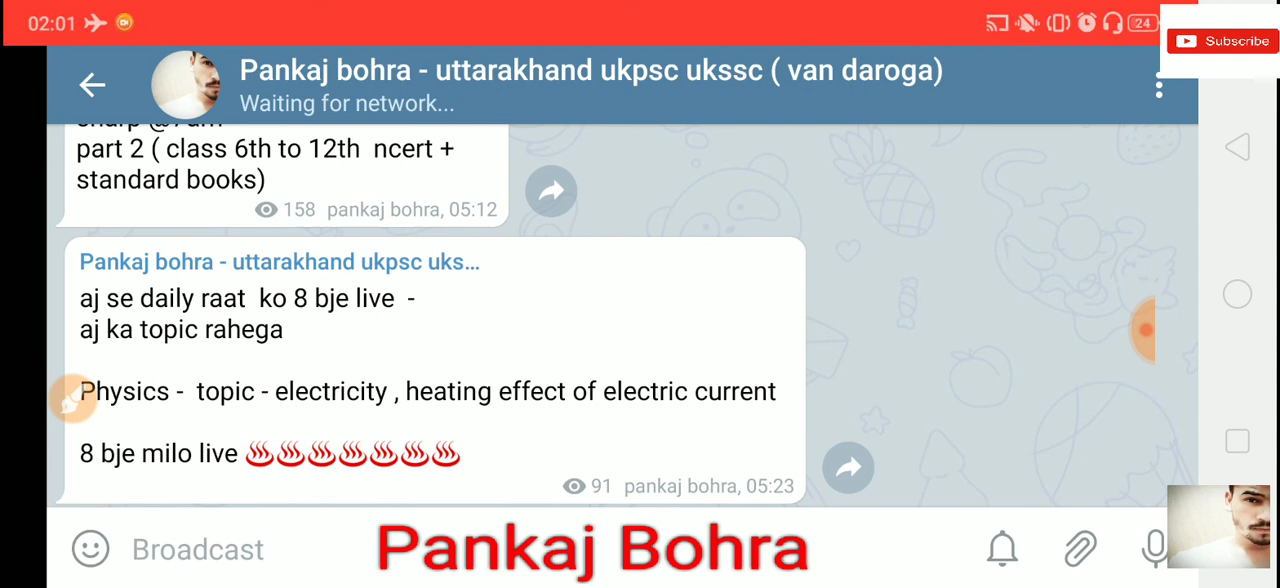 02:01
24
Subscribe
Pankaj bohra - uttarakhand ukpsc ukssc ( van daroga)
Waiting for network...
sharp @7am
part 2 ( class 6th to 12th ncert +
standard books)
158 pankaj bohra, 05:12
Pankaj bohra - uttarakhand ukpsc uks...
aj se daily raat ko 8 bje live -
aj ka topic rahega
Physics - topic - electricity , heating effect of electric current
8 bje milo live ♨♨♨♨♨♨♨
91 pankaj bohra, 05:23
Broadcast
Pankaj Bohra